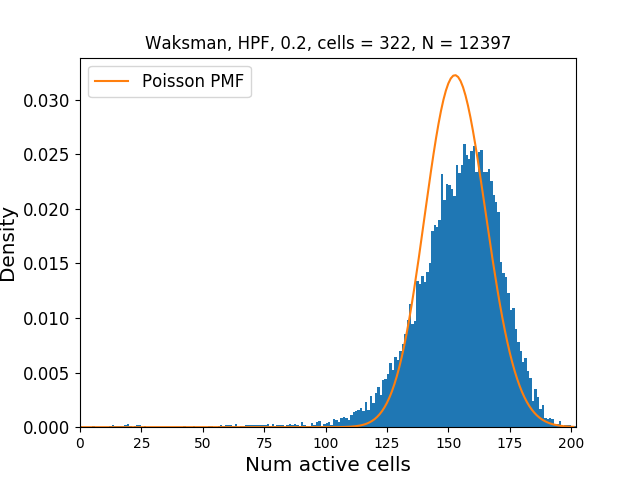 Waksman, HPF, 0.2, cells = 322, N = 12397
Poisson PMF
0.030
0.025
0.020
0.015
0.010
0.005
0.000
Density
0 25 50 75 100 125 150 175 200
Num active cells